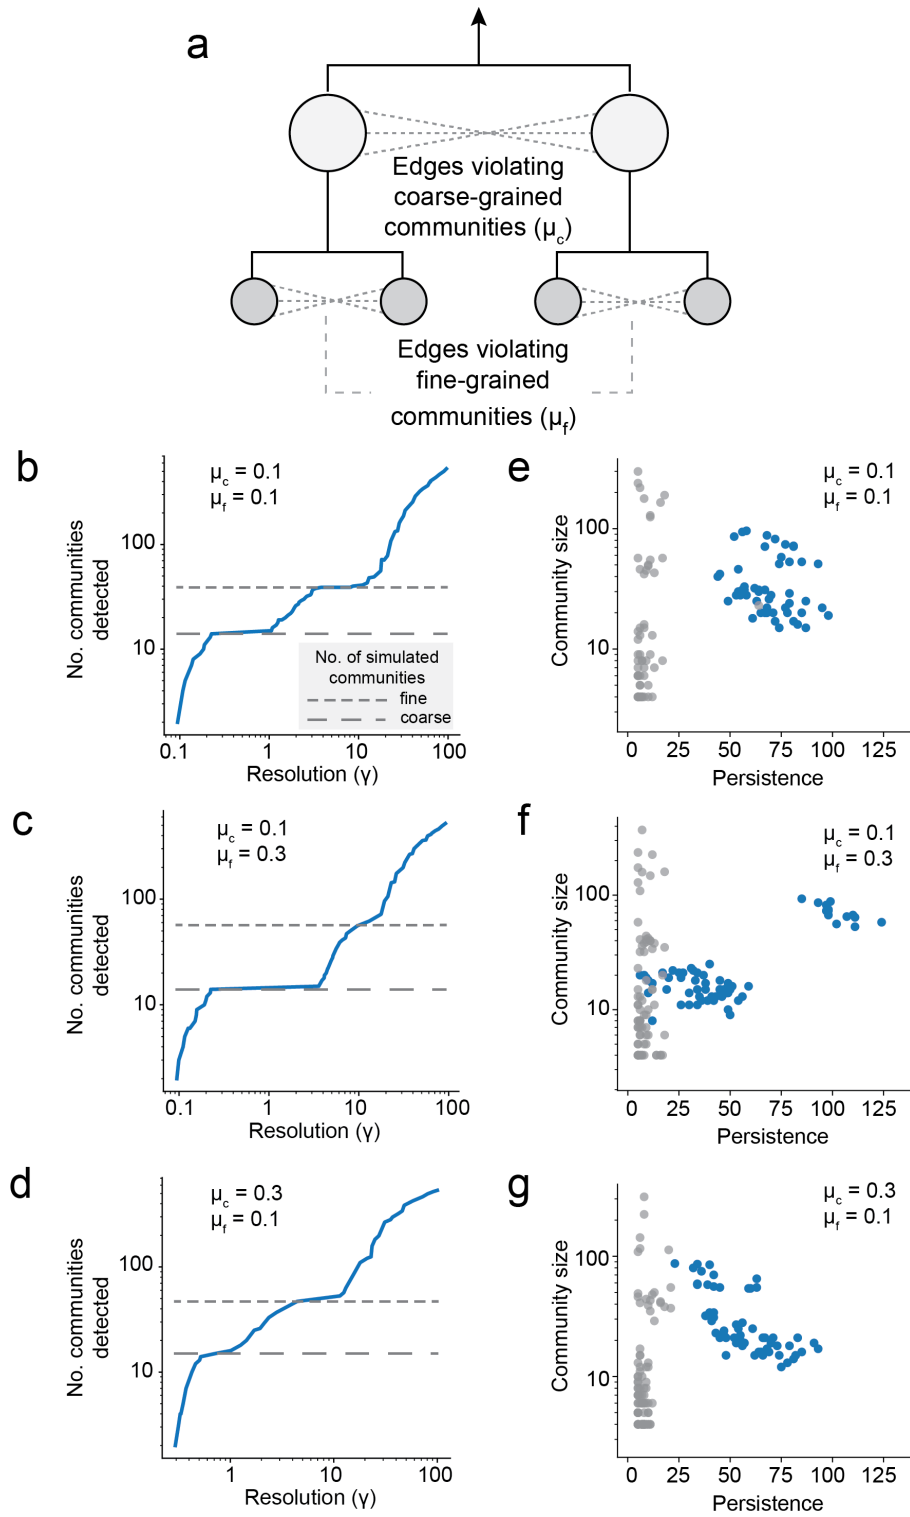 a
Edges violating
coarse-grained
communities (μc)
Edges violating
fine-grained
communities (μf)
b
μc = 0.1
μf = 0.1
No. communities
detected
100
10
No. of simulated
communities
fine
coarse
0.1 1 10 100
Resolution (γ)
e
μc = 0.1
μf = 0.1
Community size
100
10
0 25 50 75 100 125
Persistence
c
μc = 0.1
μf = 0.3
No. communities
detected
100
10
0.1 1 10 100
Resolution (γ)
f
μc = 0.1
μf = 0.3
Community size
100
10
0 25 50 75 100 125
Persistence
d
μc = 0.3
μf = 0.1
No. communities
detected
100
10
1 10 100
Resolution (γ)
g
μc = 0.3
μf = 0.1
Community size
100
10
0 25 50 75 100 125
Persistence